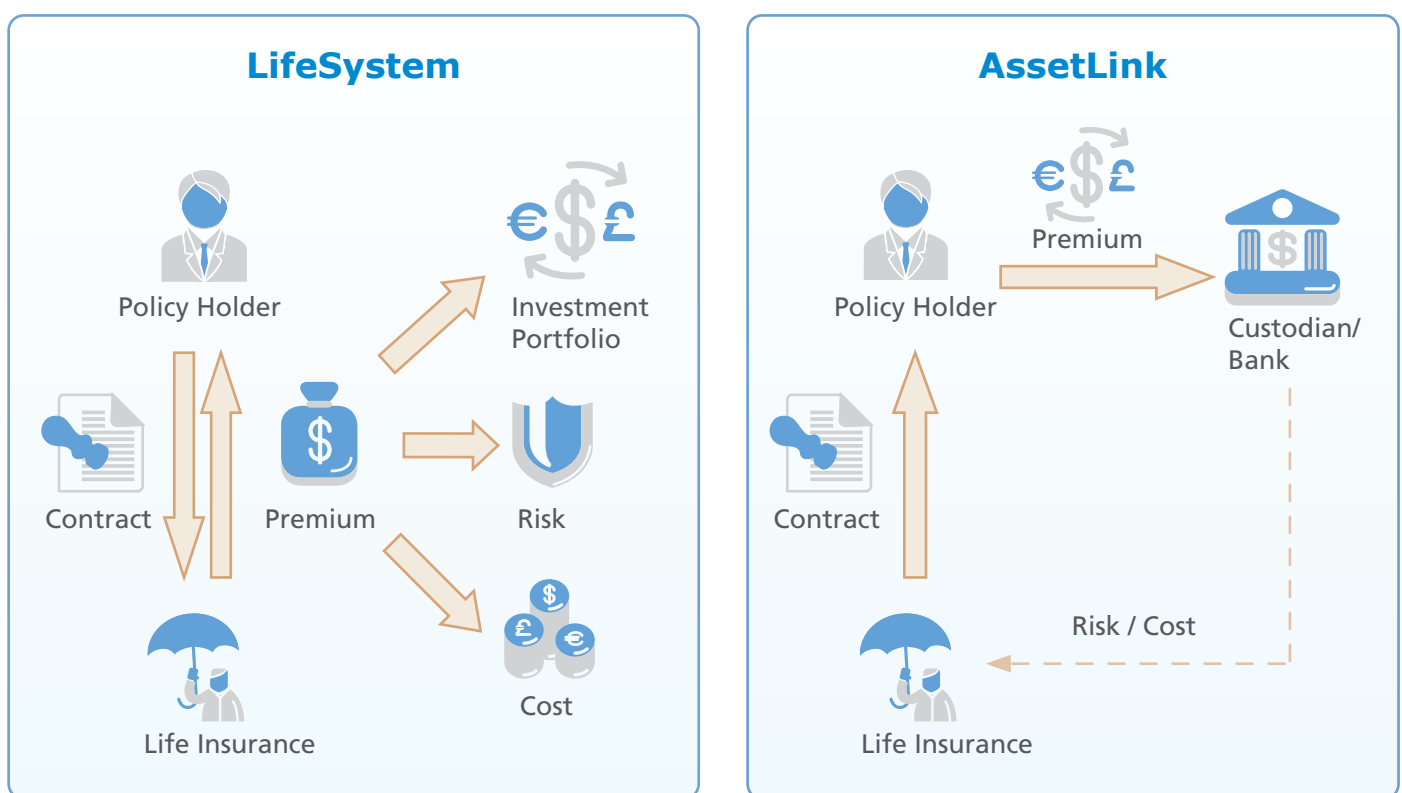 LifeSystem
Policy Holder
Investment
Portfolio
Contract
Premium
Risk
Cost
Life Insurance
AssetLink
Premium
Policy Holder
Custodian/
Bank
Contract
Risk / Cost
Life Insurance